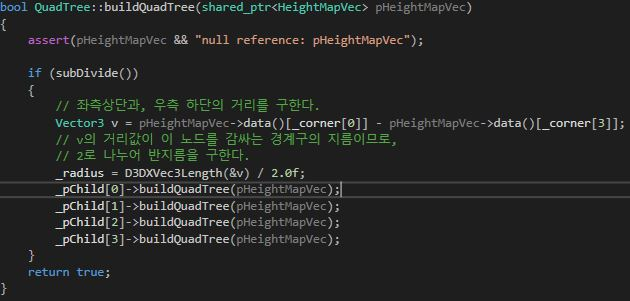 bool QuadTree::buildQuadTree(shared_ptr<HeightMapVec> pHeightMapVec)
{
    assert(pHeightMapVec && "null reference: pHeightMapVec");

    if (subDivide())
    {
        // 좌측상단과, 우측 하단의 거리를 구한다.
        Vector3 v = pHeightMapVec->data()[_corner[0]] - pHeightMapVec->data()[_corner[3]];
        // v의 거리값이 이 노드를 감싸는 경계구의 지름이므로,
        // 2로 나누어 반지름을 구한다.
        _radius = D3DXVec3Length(&v) / 2.0f;
        _pChild[0]->buildQuadTree(pHeightMapVec);
        _pChild[1]->buildQuadTree(pHeightMapVec);
        _pChild[2]->buildQuadTree(pHeightMapVec);
        _pChild[3]->buildQuadTree(pHeightMapVec);
    }
    return true;
}